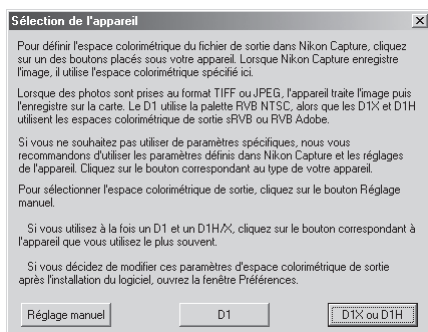 Sélection de l'appareil
Pour définir l'espace colorimétrique du fichier de sortie dans Nikon Capture, cliquez
sur un des boutons placés sous votre appareil. Lorsque Nikon Capture enregistre
l'image, il utilise l'espace colorimétrique spécifié ici.
Lorsque des photos sont prises au format TIFF ou JPEG, l'appareil traite l'image puis
l'enregistre sur la carte. Le D1 utilise la palette RVB NTSC, alors que les D1X et D1H
utilisent les espaces colorimétrique de sortie sRVB ou RVB Adobe.
Si vous ne souhaitez pas utiliser de paramètres spécifiques, nous vous
recommandons d'utiliser les paramètres définis dans Nikon Capture et les réglages
de l'appareil. Cliquez sur le bouton correspondant au type de votre appareil.
Pour sélectionner l'espace colorimétrique de sortie, cliquez sur le bouton Réglage
manuel.
Si vous utilisez à la fois un D1 et un D1H/X, cliquez sur le bouton correspondant à
l'appareil que vous utilisez le plus souvent.
Si vous décidez de modifier ces paramètres d'espace colorimétrique de sortie
après l'installation du logiciel, ouvrez la fenêtre Préférences.
Réglage manuel
D1
D1X ou D1H